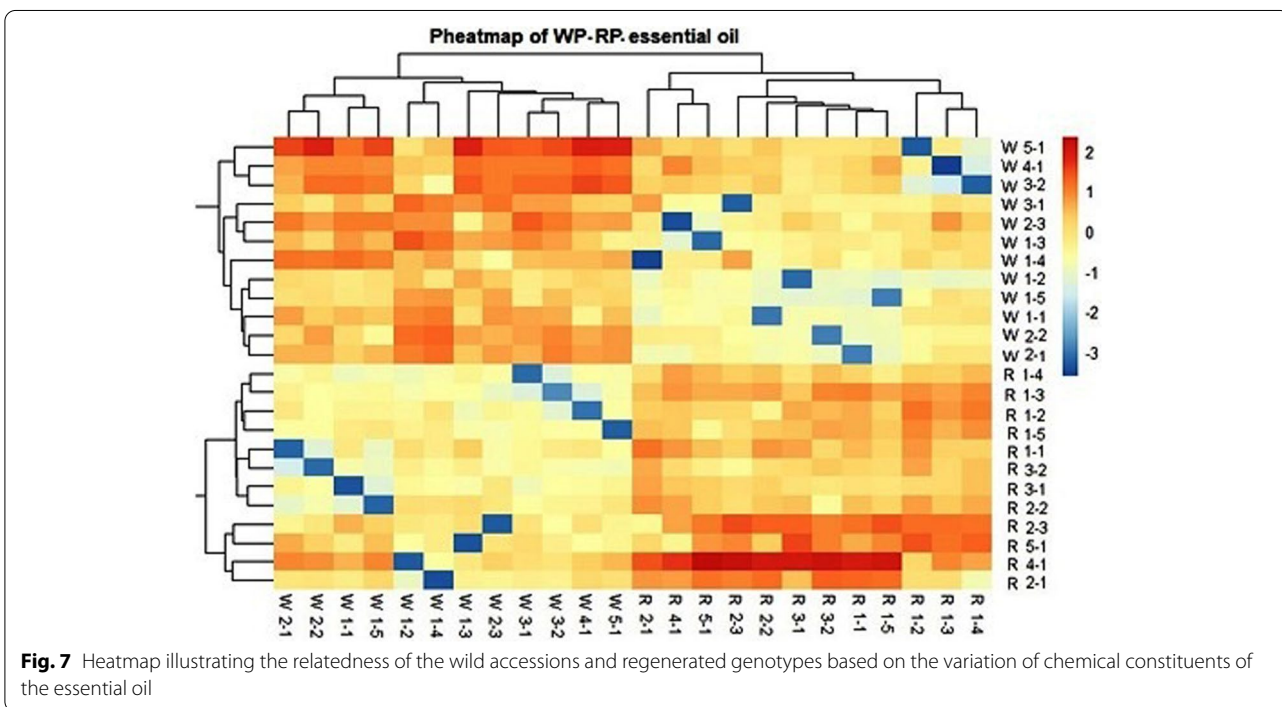 Pheatmap of WP-RP. essential oil
W 5-1
W 4-1
W 3-2
W 3-1
W 2-3
W 1-3
W 1-4
W 1-2
W 1-5
W 1-1
W 2-2
W 2-1
R 1-4
R 1-3
R 1-2
R 1-5
R 1-1
R 3-2
R 3-1
R 2-2
R 2-3
R 5-1
R 4-1
R 2-1
2
1
0
-1
-2
-3
W 2-1
W 2-2
W 1-1
W 1-5
W 1-2
W 1-4
W 1-3
W 2-3
W 3-1
W 3-2
W 4-1
W 5-1
R 2-1
R 4-1
R 5-1
R 2-3
R 2-2
R 3-1
R 3-2
R 1-1
R 1-5
R 1-2
R 1-3
R 1-4
Fig. 7 Heatmap illustrating the relatedness of the wild accessions and regenerated genotypes based on the variation of chemical constituents of
the essential oil